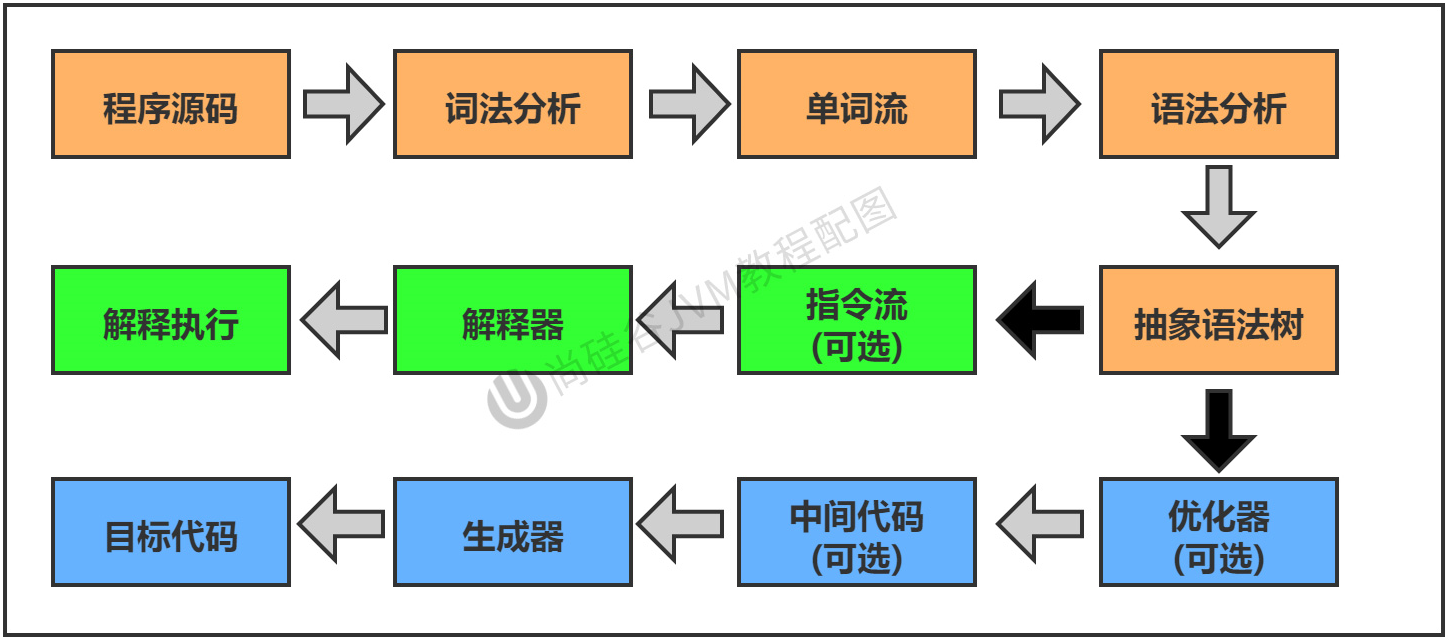 程序源码
词法分析
单词流
语法分析
解释执行
解释器
指令流
(可选)
抽象语法树
尚硅谷JVM教程配图
目标代码
生成器
中间代码
(可选)
优化器
(可选)